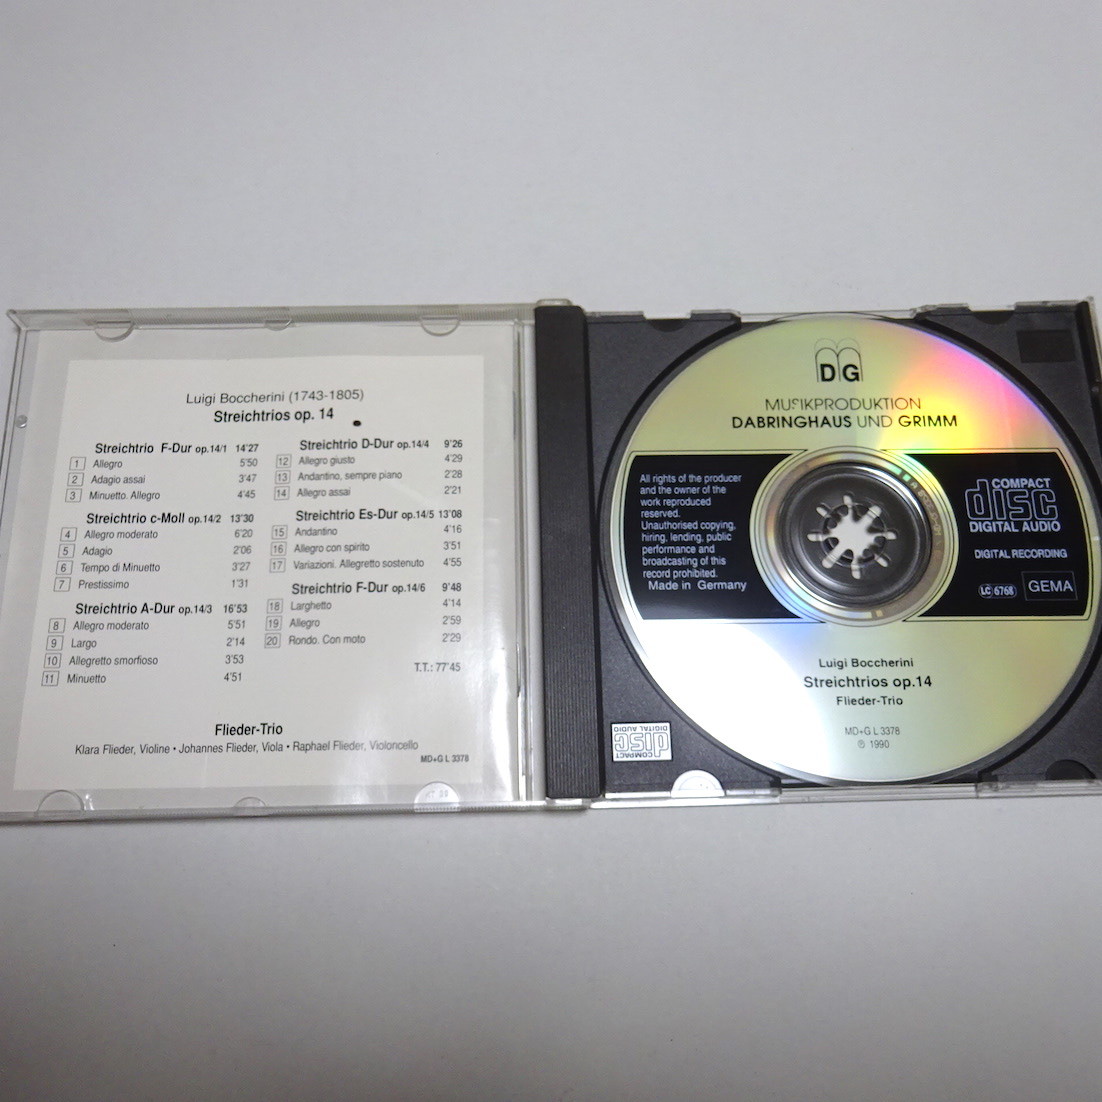 Luigi Boccherini (1743-1805)
Streichtrios op. 14
Streichtrio F-Dur op.14/1 14'27
1 Allegro 5'50
2 Adagio assai 3'47
3 Minuetto. Allegro 4'45
Streichtrio c-Moll op.14/2 13'30
4 Allegro moderato 6'20
5 Adagio 2'06
6 Tempo di Minuetto 3'27
7 Prestissimo 1'31
Streichtrio A-Dur op.14/3 16'53
8 Allegro moderato 5'51
9 Largo 2'14
10 Allegretto smorfioso 3'53
11 Minuetto 4'51
Streichtrio D-Dur op.14/4 9'26
12 Allegro giusto 4'29
13 Andantino, sempre piano 2'28
14 Allegro assai 2'21
Streichtrio Es-Dur op.14/5 13'08
15 Andantino 4'16
16 Allegro con spirito 3'51
17 Variazioni. Allegretto sostenuto 4'55
Streichtrio F-Dur op.14/6 9'48
18 Larghetto 4'14
19 Allegro 2'59
20 Rondo. Con moto 2'29
T.T.: 77'45
Flieder-Trio
Klara Flieder, Violine • Johannes Flieder, Viola • Raphael Flieder, Violoncello
MD+G L 3378
DG
MUSIKPRODUKTION
DABRINGHAUS UND GRIMM
All rights of the producer
and the owner of the
work reproduced
reserved.
Unauthorised copying,
hiring, lending, public
performance and
broadcasting of this
record prohibited.
Made in Germany
COMPACT
disc
DIGITAL AUDIO
DIGITAL RECORDING
LC 6768
GEMA
Luigi Boccherini
Streichtrios op.14
Flieder-Trio
MD+G L 3378
℗ 1990
COMPACT
disc
DIGITAL AUDIO